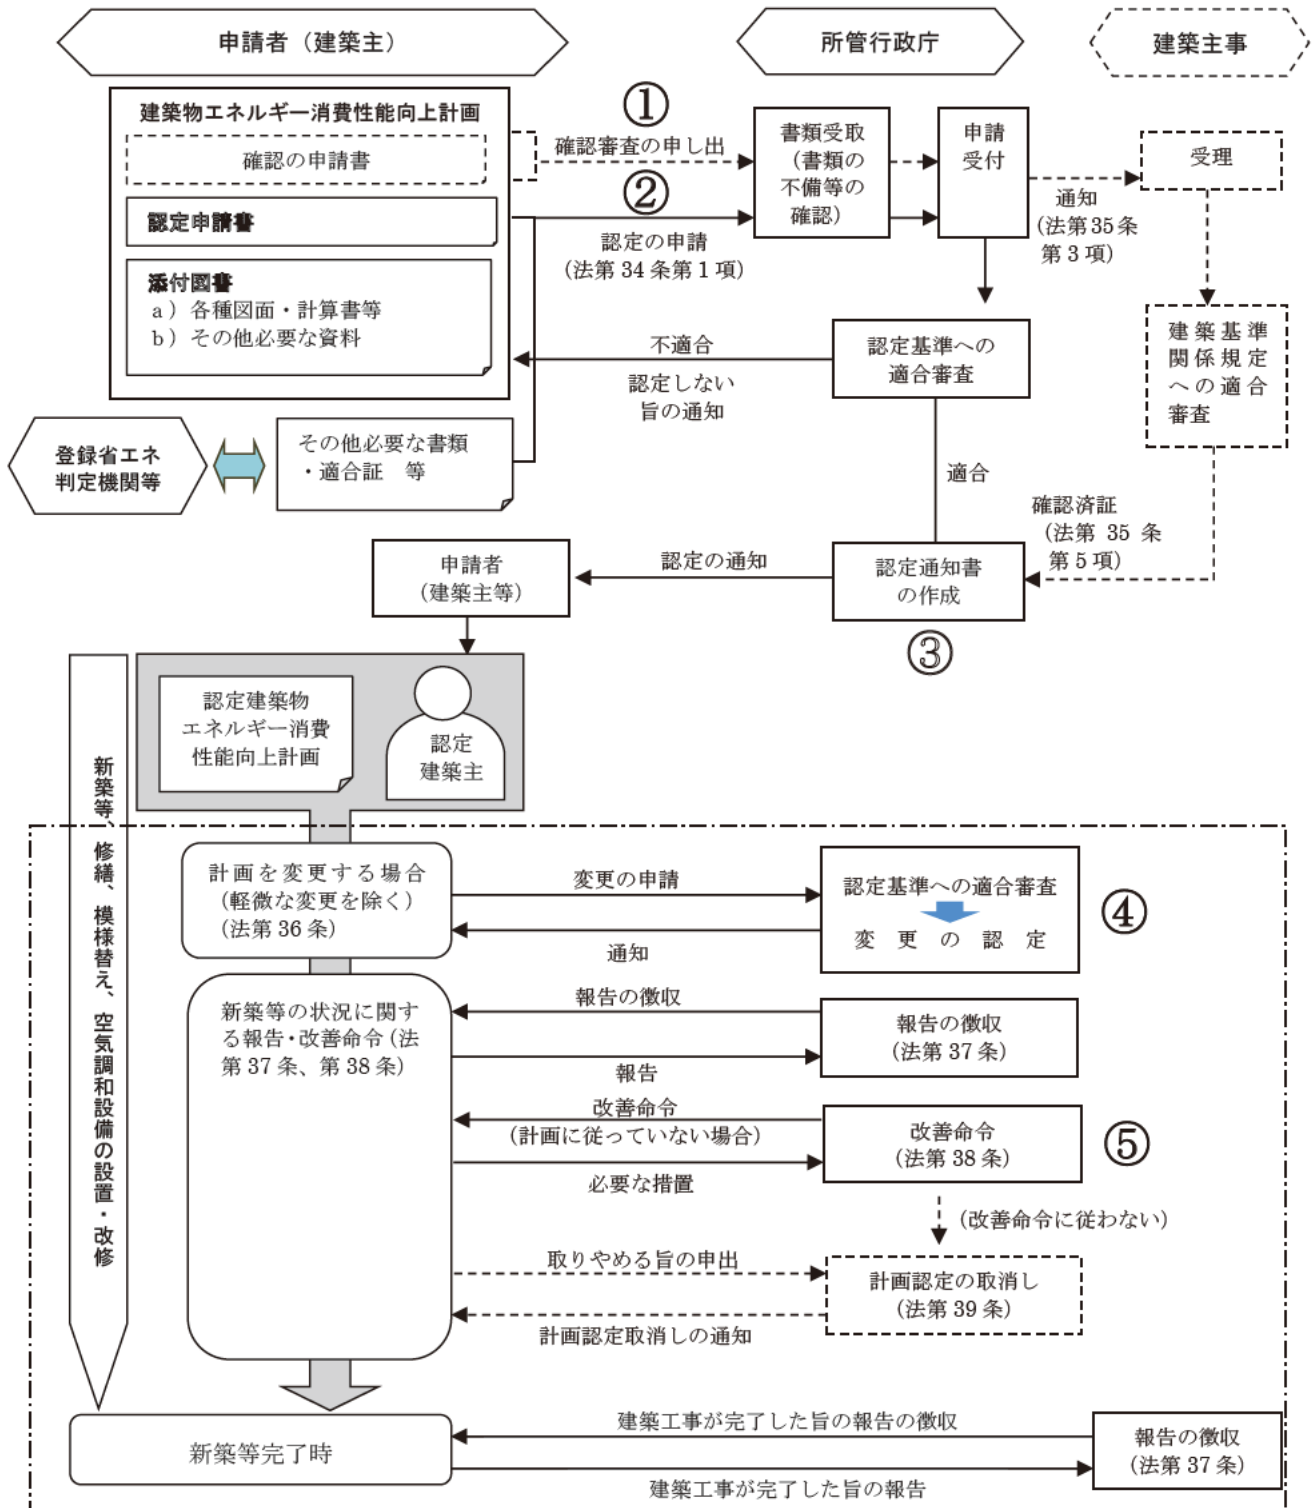 申請者（建築主）
所管行政庁
建築主事
建築物エネルギー消費性能向上計画
確認の申請書
認定申請書
添付図書
a）各種図面・計算書等
b）その他必要な資料
①
確認審査の申し出
②
認定の申請
（法第 34 条第 1 項）
書類受取
（書類の
不備等の
確認）
申請
受付
通知
（法第 35 条
第 3 項）
受理
建築基準
関係規定
への適合
審査
不適合
認定しない
旨の通知
認定基準への
適合審査
登録省エネ
判定機関等
その他必要な書類
・適合証　等
適合
確認済証
（法第 35 条
第 5 項）
申請者
（建築主等）
認定の通知
認定通知書
の作成
③
認定建築物
エネルギー消費
性能向上計画
認定
建築主
新築等、修繕、模様替え、空気調和設備の設置・改修
計画を変更する場合
（軽微な変更を除く）
（法第 36 条）
変更の申請
通知
認定基準への適合審査
変更の認定
④
新築等の状況に関す
る報告・改善命令（法
第 37 条、第 38 条）
報告の徴収
報告
報告の徴収
（法第 37 条）
改善命令
（計画に従っていない場合）
必要な措置
改善命令
（法第 38 条）
⑤
（改善命令に従わない）
取りやめる旨の申出
計画認定取消しの通知
計画認定の取消し
（法第 39 条）
新築等完了時
建築工事が完了した旨の報告の徴収
建築工事が完了した旨の報告
報告の徴収
（法第 37 条）